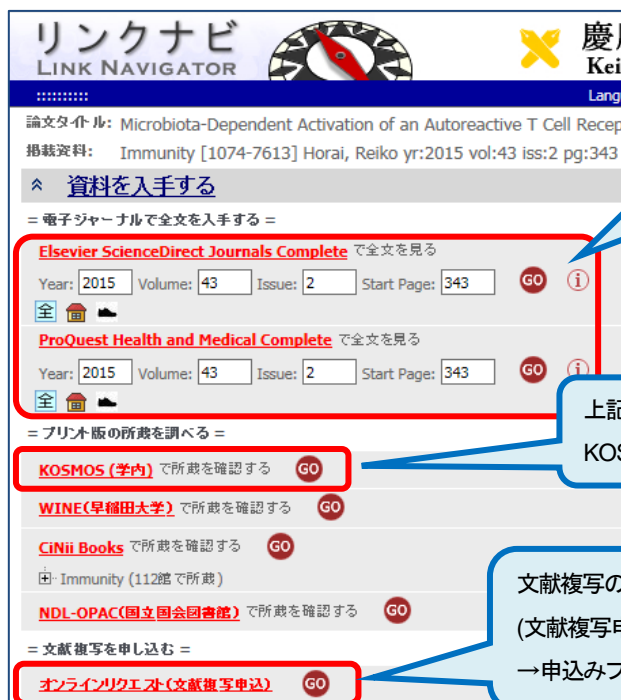 リンクナビ
LINK NAVIGATOR
慶
Kei
::::::::::
Lang
論文タイトル: Microbiota-Dependent Activation of an Autoreactive T Cell Recep
掲載資料: Immunity [1074-7613] Horai, Reiko yr:2015 vol:43 iss:2 pg:343
資料を入手する
= 電子ジャーナルで全文を入手する =
Elsevier ScienceDirect Journals Complete で全文を見る
Year: 2015 Volume: 43 Issue: 2 Start Page: 343 GO i
全
ProQuest Health and Medical Complete で全文を見る
Year: 2015 Volume: 43 Issue: 2 Start Page: 343 GO i
全
上記
KOS
= プリント版の所蔵を調べる =
KOSMOS (学内) で所蔵を確認する GO
WINE(早稲田大学) で所蔵を確認する GO
CiNii Books で所蔵を確認する GO
Immunity (112館で所蔵)
NDL-OPAC(国立国会図書館) で所蔵を確認する GO
文献複写の
(文献複写申
→申込みフ
= 文献複写を申し込む =
オンラインリクエスト(文献複写申込) GO